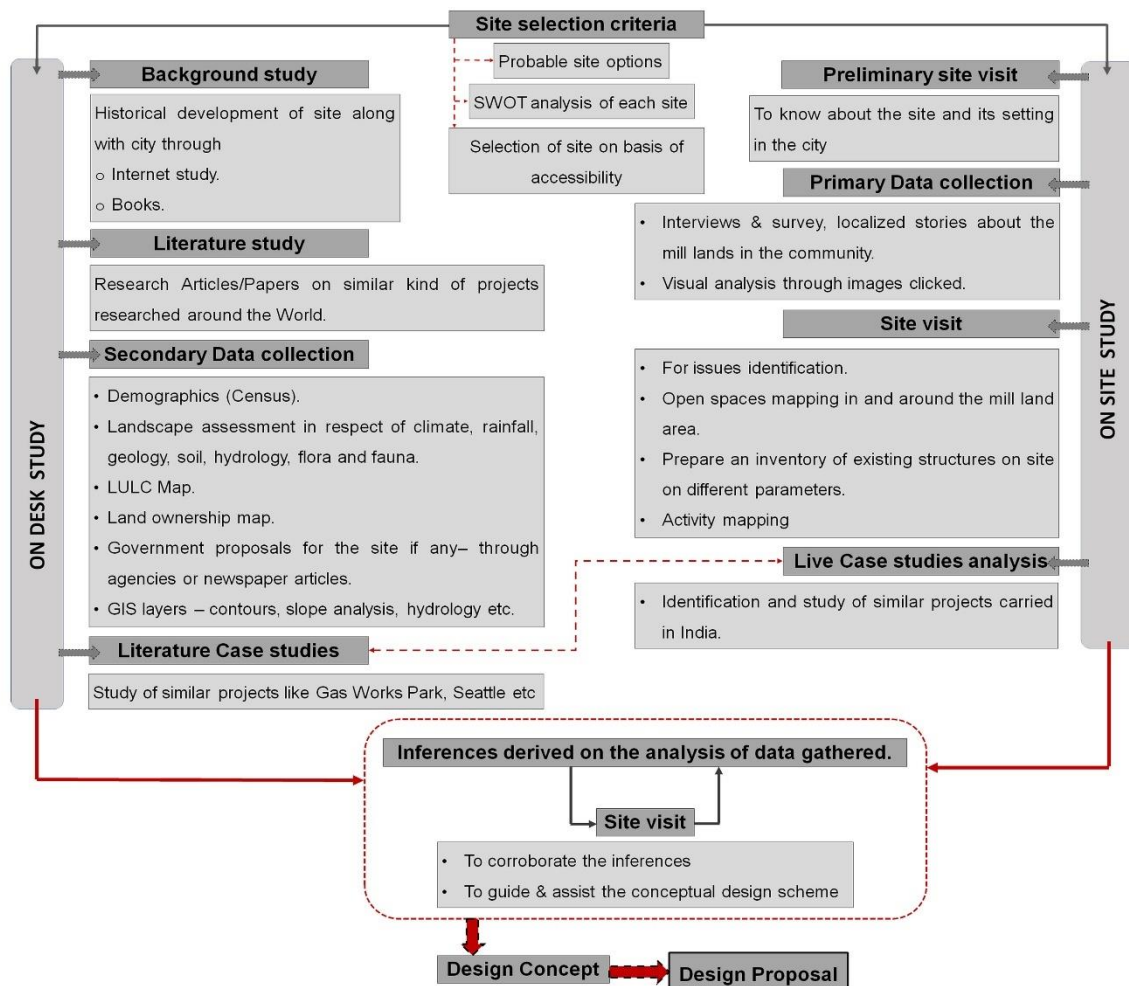 Site selection criteria
Probable site options
SWOT analysis of each site
Selection of site on basis of
accessibility
ON DESK STUDY
Background study
Historical development of site along
with city through
o Internet study.
o Books.
Literature study
Research Articles/Papers on similar kind of projects
researched around the World.
Secondary Data collection
• Demographics (Census).
• Landscape assessment in respect of climate, rainfall,
geology, soil, hydrology, flora and fauna.
• LULC Map.
• Land ownership map.
• Government proposals for the site if any– through
agencies or newspaper articles.
• GIS layers – contours, slope analysis, hydrology etc.
Literature Case studies
Study of similar projects like Gas Works Park, Seattle etc
ON SITE STUDY
Preliminary site visit
To know about the site and its setting
in the city
Primary Data collection
• Interviews & survey, localized stories about the
mill lands in the community.
• Visual analysis through images clicked.
Site visit
• For issues identification.
• Open spaces mapping in and around the mill land
area.
• Prepare an inventory of existing structures on site
on different parameters.
• Activity mapping
Live Case studies analysis
• Identification and study of similar projects carried
in India.
Inferences derived on the analysis of data gathered.
Site visit
• To corroborate the inferences
• To guide & assist the conceptual design scheme
Design Concept
Design Proposal